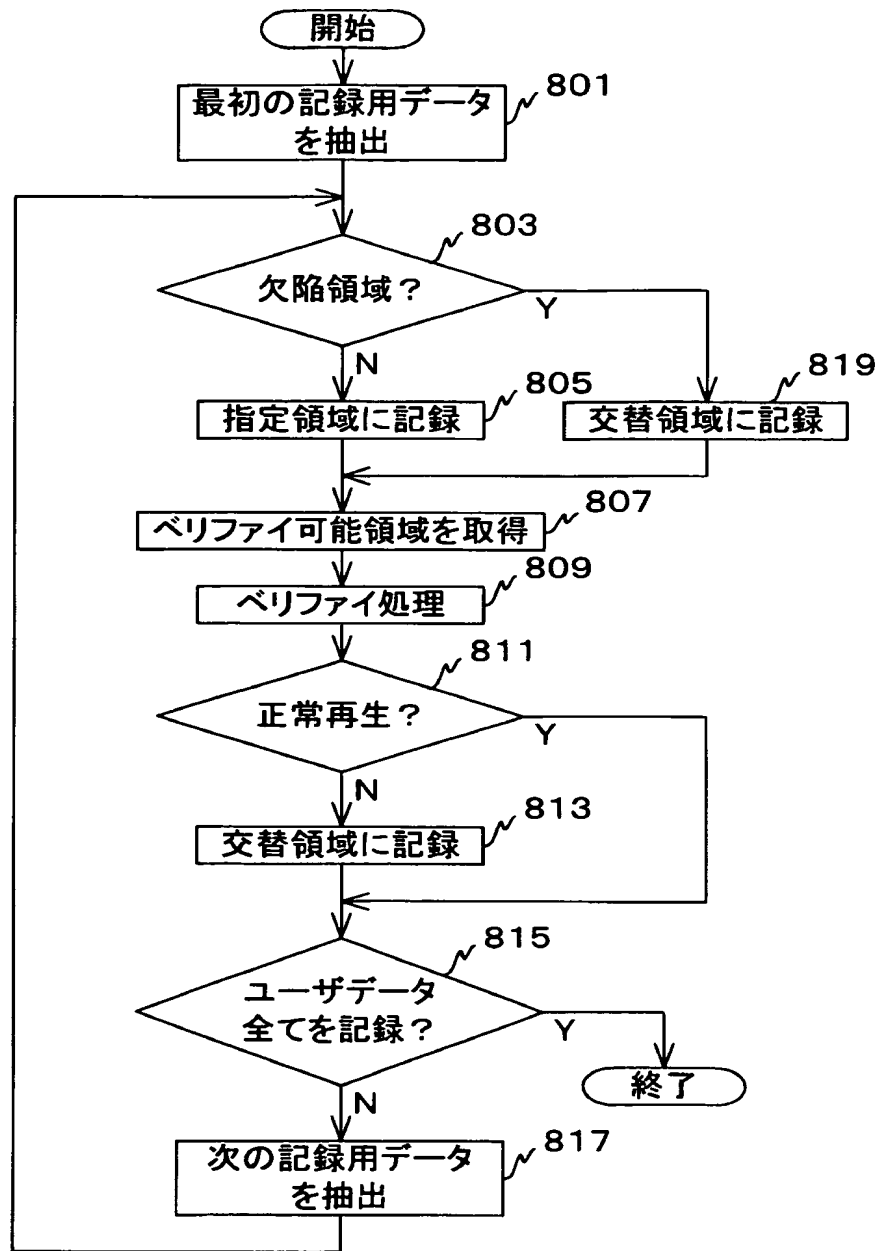 開始
最初の記録用データ
を抽出
801
欠陥領域?
803
Y
N
指定領域に記録
805
交替領域に記録
819
ベリファイ可能領域を取得
807
ベリファイ処理
809
正常再生?
811
Y
N
交替領域に記録
813
ユーザデータ
全てを記録?
815
Y
終了
N
次の記録用データ
を抽出
817